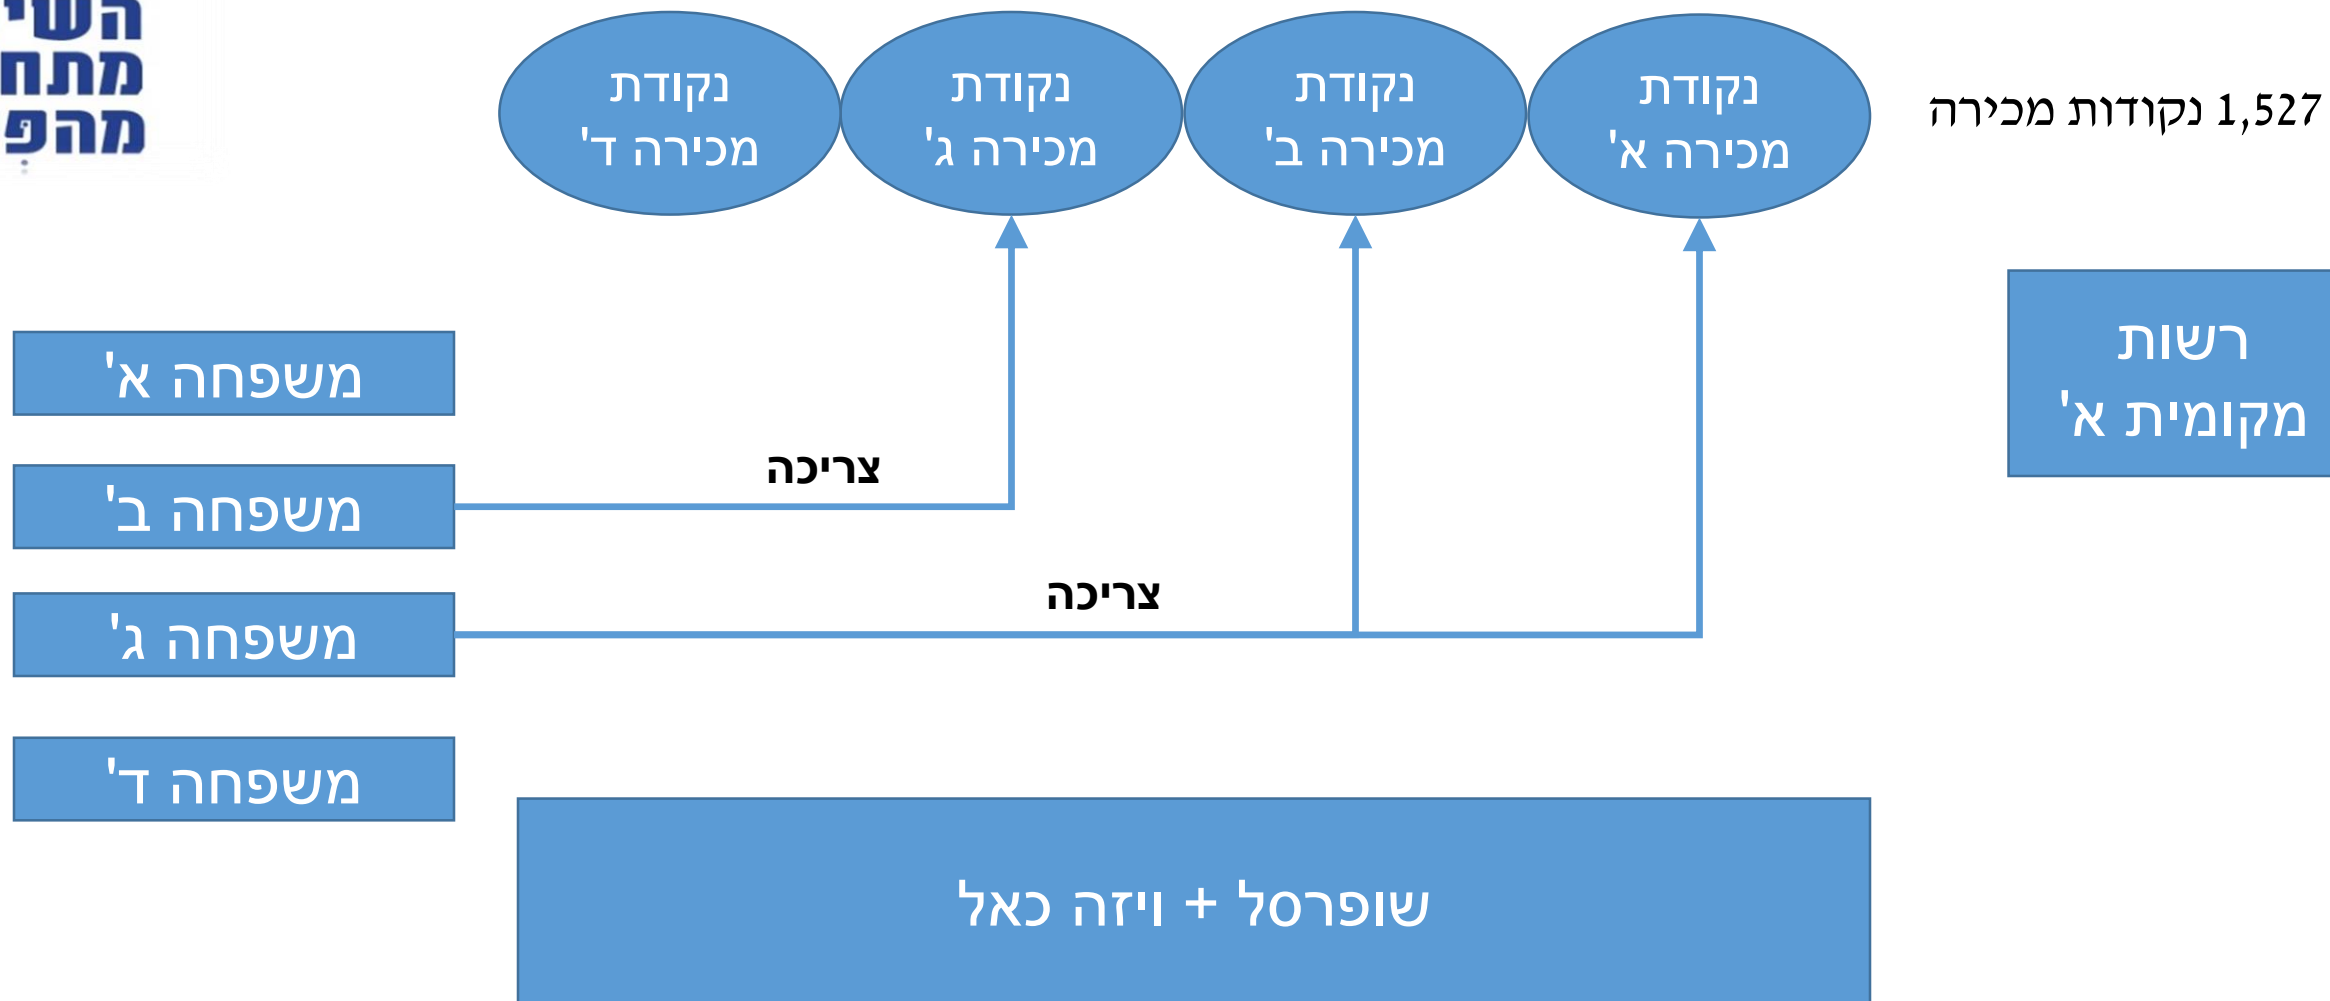 השי
מתח
מהפ
נקודת
מכירה א'
נקודת
מכירה ב'
נקודת
מכירה ג'
נקודת
מכירה ד'
1,527 נקודות מכירה
רשות
מקומית א'
משפחה א'
צריכה
משפחה ב'
צריכה
משפחה ג'
משפחה ד'
שופרסל + ויזה כאל